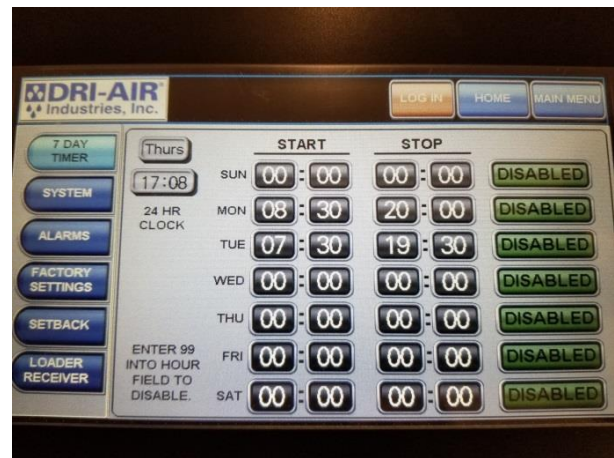 DRI-AIR®
Industries, Inc.
LOG IN
HOME
MAIN MENU
7 DAY
TIMER
SYSTEM
ALARMS
FACTORY
SETTINGS
SETBACK
LOADER
RECEIVER
Thurs
17:08
24 HR
CLOCK
ENTER 99
INTO HOUR
FIELD TO
DISABLE.
START STOP
SUN 00 : 00 00 : 00 DISABLED
MON 08 : 30 20 : 00 DISABLED
TUE 07 : 30 19 : 30 DISABLED
WED 00 : 00 00 : 00 DISABLED
THU 00 : 00 00 : 00 DISABLED
FRI 00 : 00 00 : 00 DISABLED
SAT 00 : 00 00 : 00 DISABLED